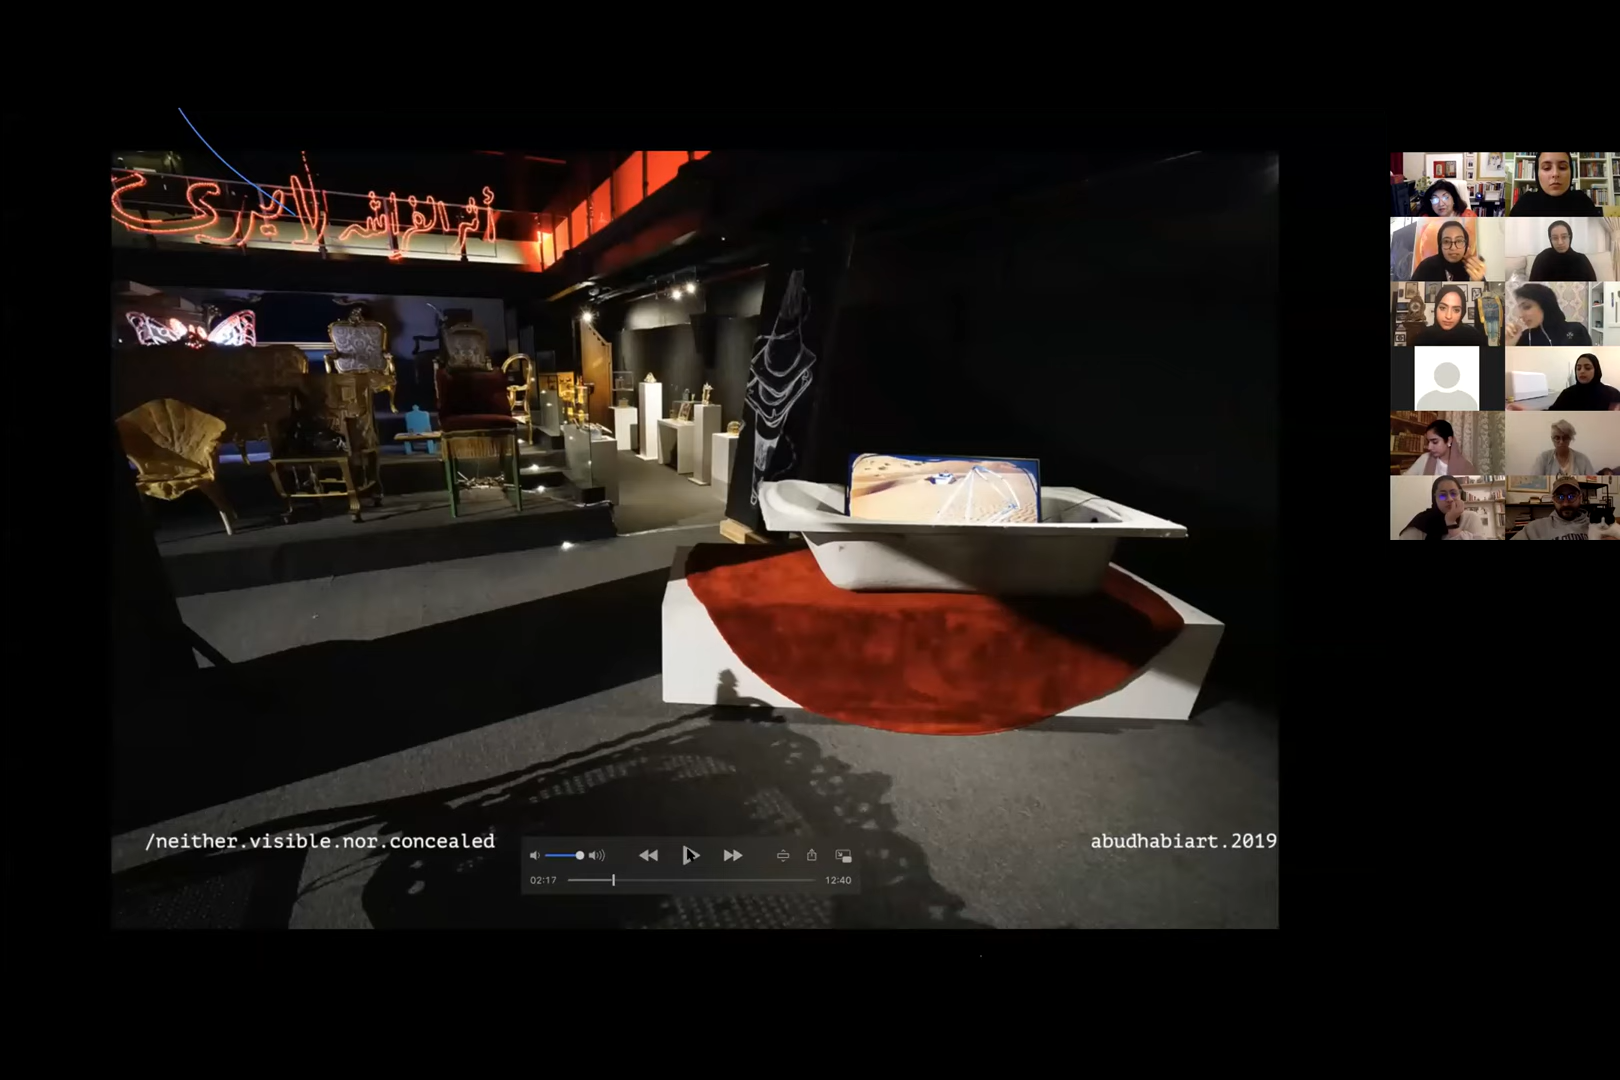 أثر الفراشة لا يرى
/neither.visible.nor.concealed
abudhabiart.2019
02:17
12:40